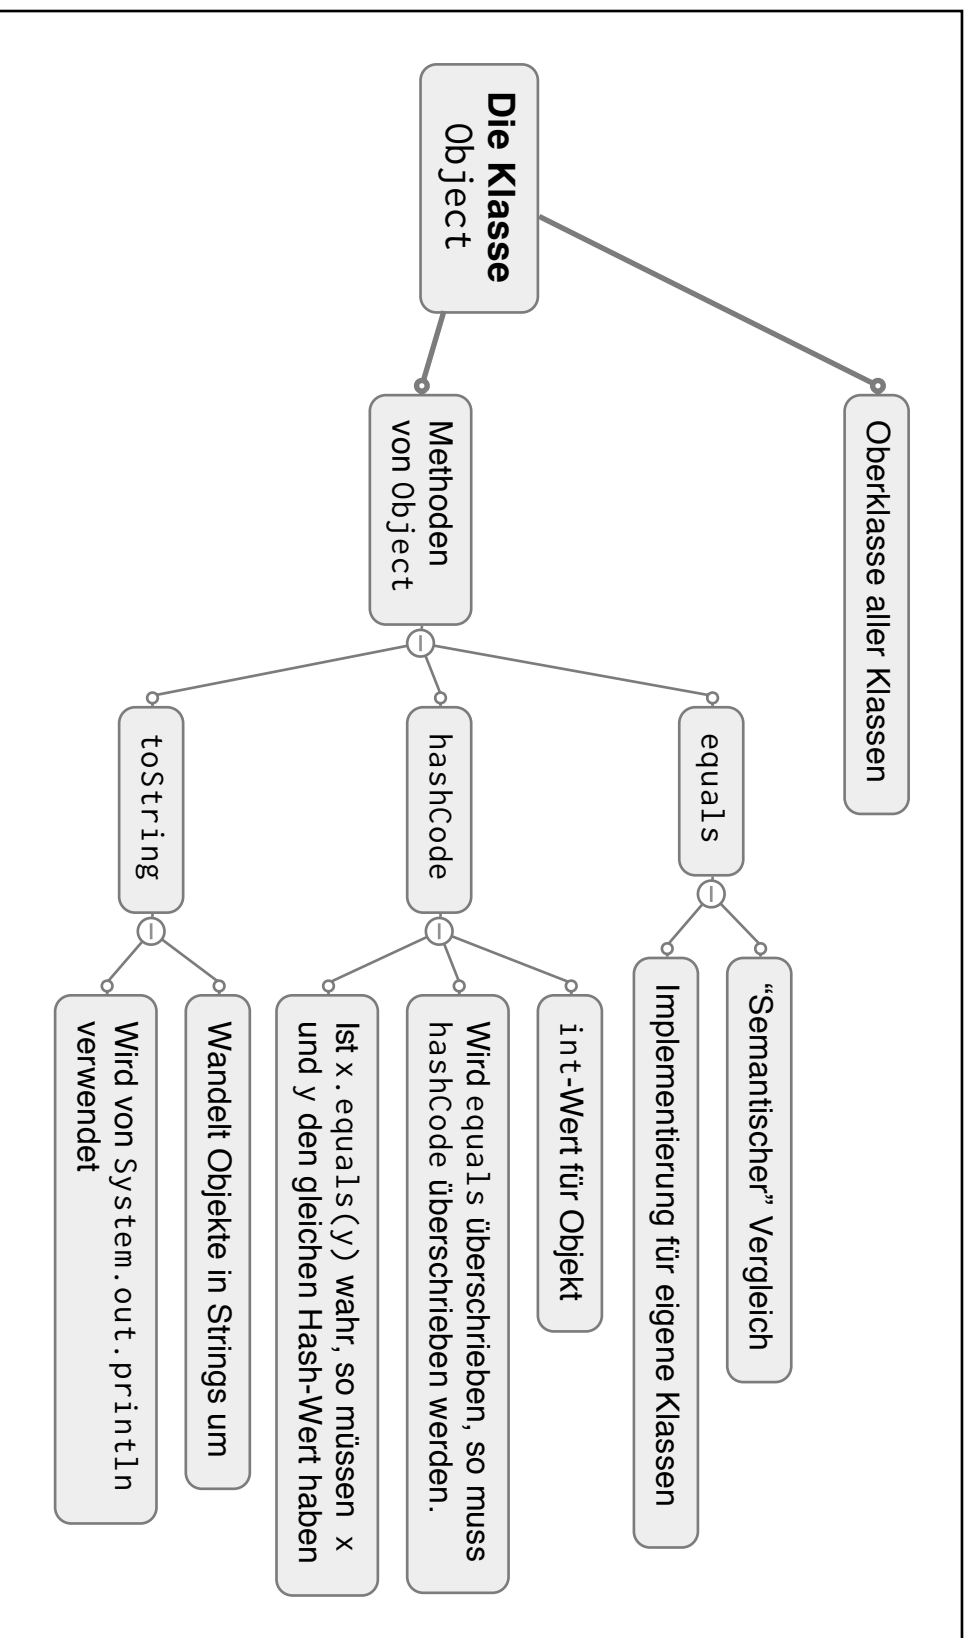 Die Klasse
Object
Oberklasse aller Klassen
Methoden
von Object
equals
“Semantischer” Vergleich
Implementierung für eigene Klassen
hashCode
int-Wert für Objekt
Wird equals überschrieben, so muss
hashCode überschrieben werden.
Ist x.equals(y) wahr, so müssen x
und y den gleichen Hash-Wert haben
toString
Wandelt Objekte in Strings um
Wird von System.out.println
verwendet